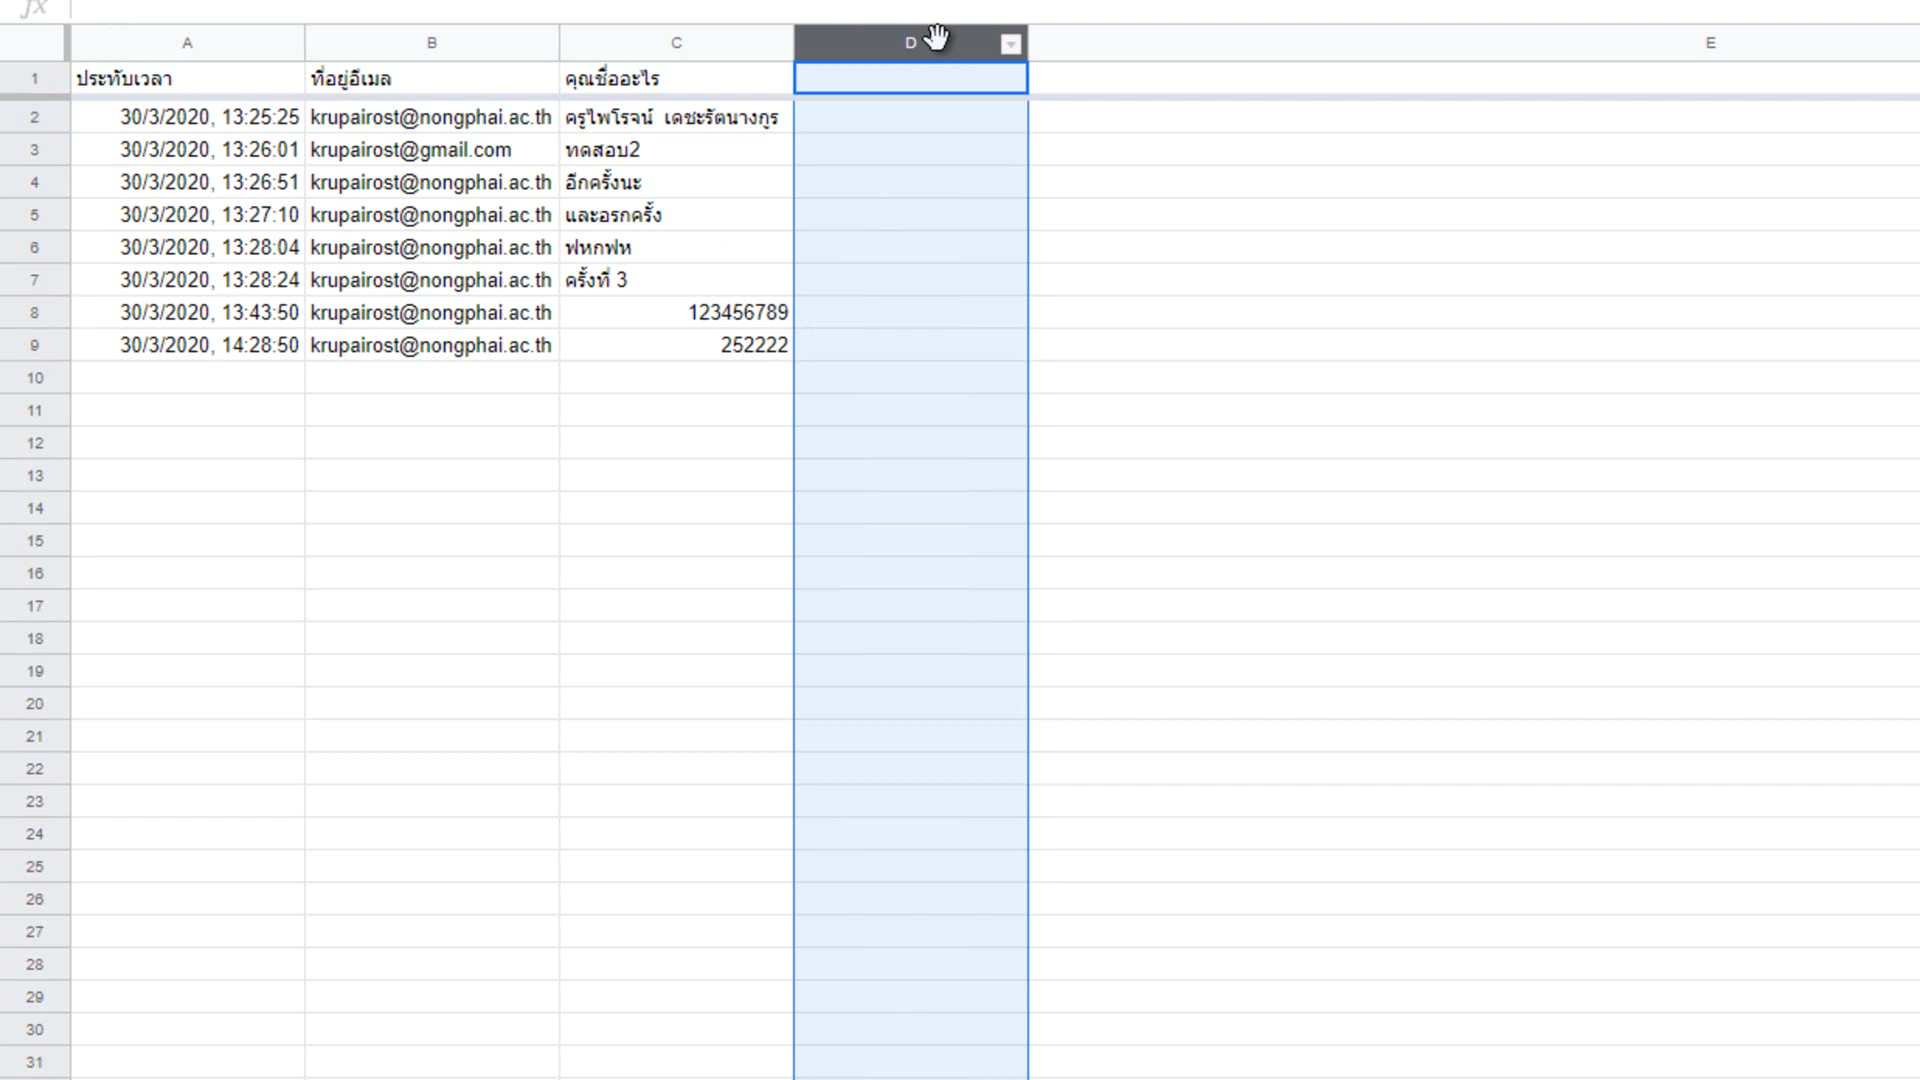 fx
A B C D E
1 ประทับเวลา ที่อยู่อีเมล คุณชื่ออะไร
2 30/3/2020, 13:25:25 krupairost@nongphai.ac.th ครูไพโรจน์ เดชะรัตนางกูร
3 30/3/2020, 13:26:01 krupairost@gmail.com ทดสอบ2
4 30/3/2020, 13:26:51 krupairost@nongphai.ac.th อีกครั้งนะ
5 30/3/2020, 13:27:10 krupairost@nongphai.ac.th และอรกครั้ง
6 30/3/2020, 13:28:04 krupairost@nongphai.ac.th ฟหกฟห
7 30/3/2020, 13:28:24 krupairost@nongphai.ac.th ครั้งที่ 3
8 30/3/2020, 13:43:50 krupairost@nongphai.ac.th 123456789
9 30/3/2020, 14:28:50 krupairost@nongphai.ac.th 252222
10
11
12
13
14
15
16
17
18
19
20
21
22
23
24
25
26
27
28
29
30
31